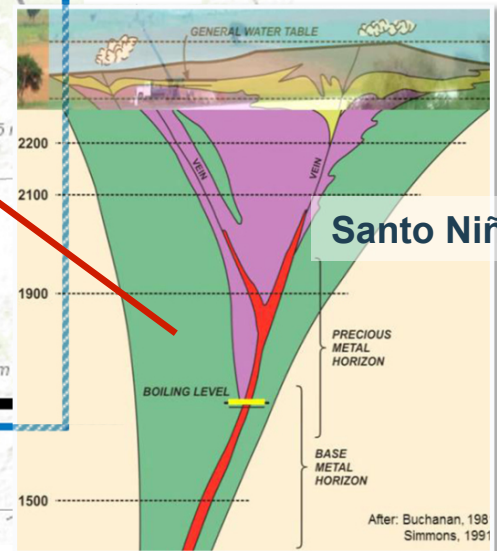 GENERAL WATER TABLE
2200
VEIN
VEIN
2100
Santo Niñ
1900
PRECIOUS
METAL
HORIZON
BOILING LEVEL
BASE
METAL
HORIZON
1500
After: Buchanan, 198
Simmons, 1991